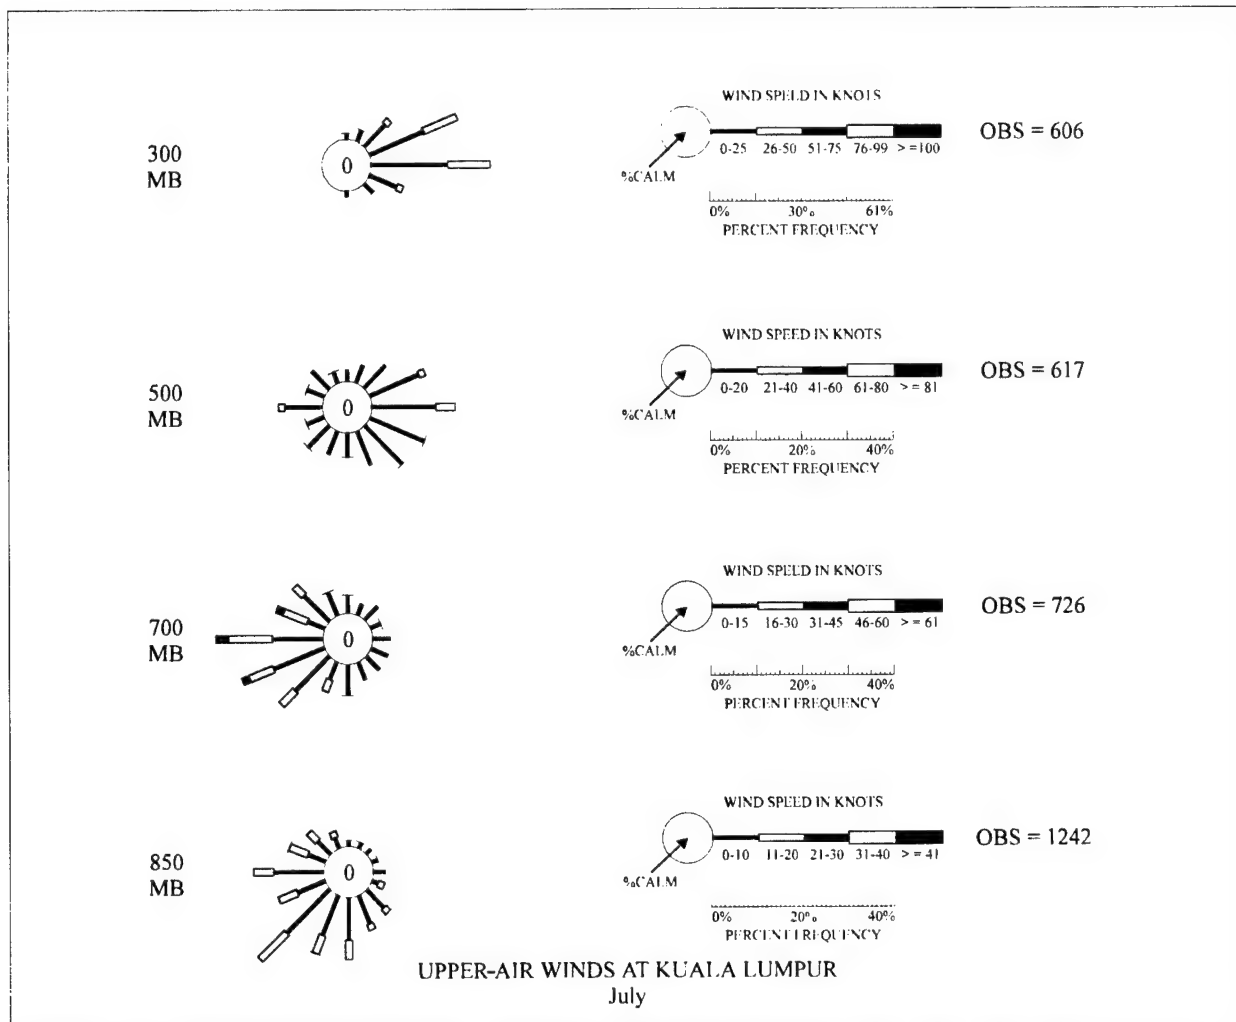 WIND SPEED IN KNOTS
300 MB
0
0-25 26-50 51-75 76-99 >=100
OBS = 606
%CALM
0% 30% 61%
PERCENT FREQUENCY
WIND SPEED IN KNOTS
500 MB
0
0-20 21-40 41-60 61-80 >= 81
OBS = 617
%CALM
0% 20% 40%
PERCENT FREQUENCY
WIND SPEED IN KNOTS
700 MB
0
0-15 16-30 31-45 46-60 >= 61
OBS = 726
%CALM
0% 20% 40%
PERCENT FREQUENCY
WIND SPEED IN KNOTS
850 MB
0
0-10 11-20 21-30 31-40 >= 41
OBS = 1242
%CALM
0% 20% 40%
PERCENT FREQUENCY
UPPER-AIR WINDS AT KUALA LUMPUR
July